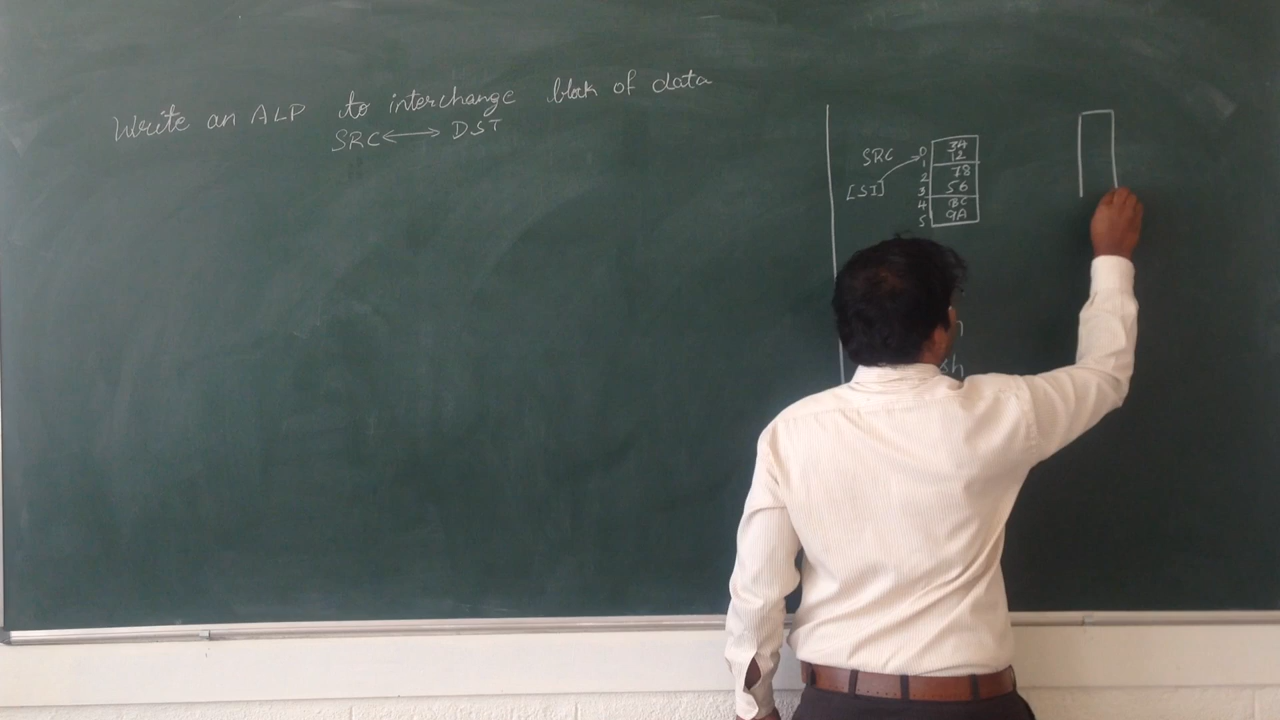 Write an ALP to interchange block of data
SRC ⟷ DST
SRC
[SI]
0 34
1 12
2 78
3 56
4 BC
5 9A
h